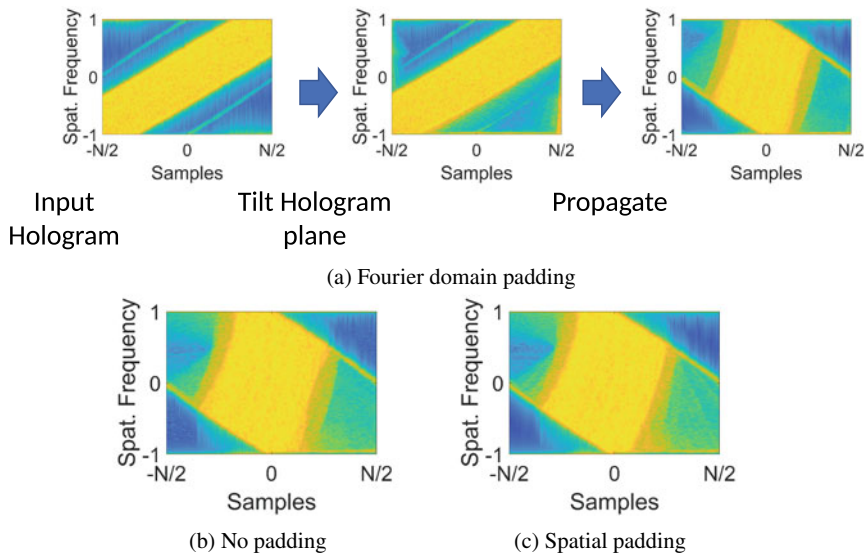 1
0
-1
Spat. Frequency
-N/2 0 N/2
Samples
1
0
-1
Spat. Frequency
-N/2 0 N/2
Samples
1
0
-1
Spat. Frequency
-N/2 0 N/2
Samples
Input
Hologram
Tilt Hologram
plane
Propagate
(a) Fourier domain padding
1
0
-1
Spat. Frequency
-N/2 0 N/2
Samples
1
0
-1
Spat. Frequency
-N/2 0 N/2
Samples
(b) No padding
(c) Spatial padding